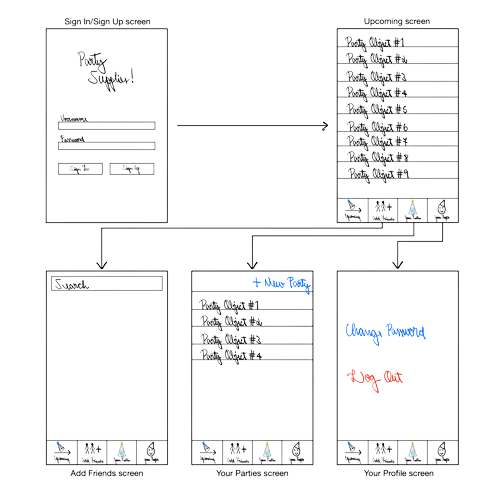 Sign In/Sign Up screen
Upcoming screen
Party
Supplies!
Username
Password
Sign In
Sign Up
Party Object #1
Party Object #2
Party Object #3
Party Object #4
Party Object #5
Party Object #6
Party Object #7
Party Object #8
Party Object #9
Upcoming
Add Friends
Your Parties
Your Profile
Search
Upcoming
Add Friends
Your Parties
Your Profile
Add Friends screen
+ New Party
Party Object #1
Party Object #2
Party Object #3
Party Object #4
Upcoming
Add Friends
Your Parties
Your Profile
Your Parties screen
Change Password
Log Out
Upcoming
Add Friends
Your Parties
Your Profile
Your Profile screen